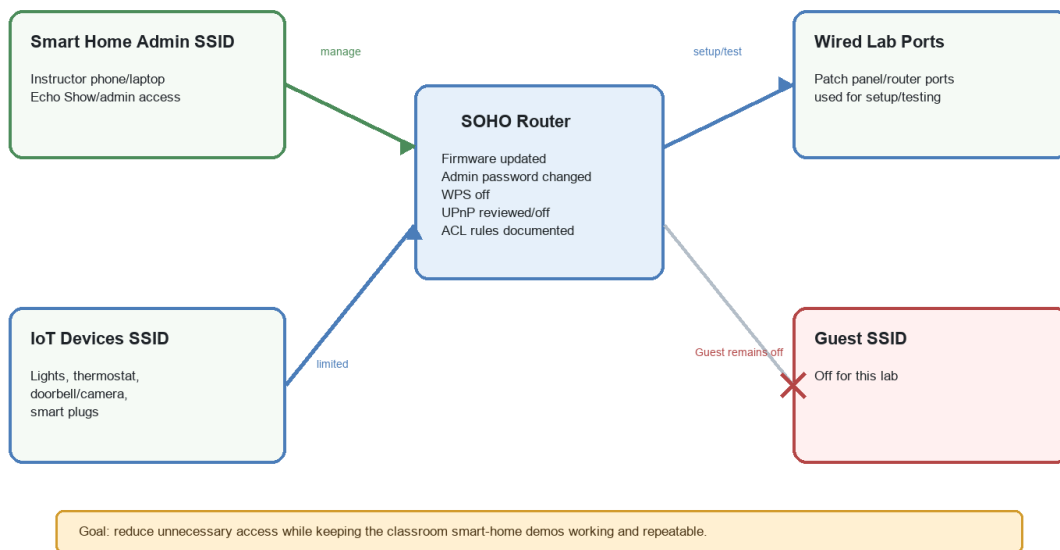 Smart Home Admin SSID
Instructor phone/laptop
Echo Show/admin access
manage
SOHO Router
Firmware updated
Admin password changed
WPS off
UPnP reviewed/off
ACL rules documented
setup/test
Wired Lab Ports
Patch panel/router ports
used for setup/testing
IoT Devices SSID
Lights, thermostat,
doorbell/camera,
smart plugs
limited
Guest remains off
Guest SSID
Off for this lab
Goal: reduce unnecessary access while keeping the classroom smart-home demos working and repeatable.